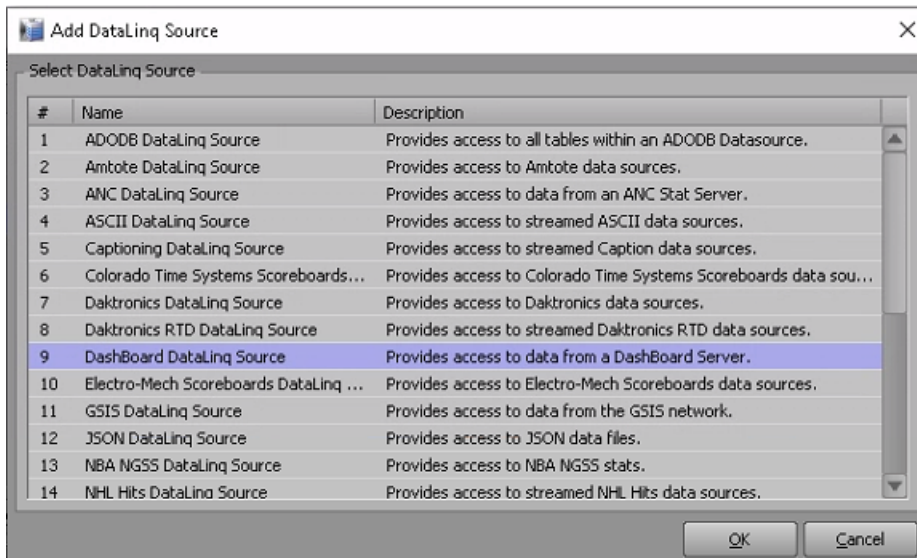 Add DataLinq Source
Select DataLinq Source
# Name Description
1 ADODB DataLinq Source Provides access to all tables within an ADODB Datasource.
2 Amtote DataLinq Source Provides access to Amtote data sources.
3 ANC DataLinq Source Provides access to data from an ANC Stat Server.
4 ASCII DataLinq Source Provides access to streamed ASCII data sources.
5 Captioning DataLinq Source Provides access to streamed Caption data sources.
6 Colorado Time Systems Scoreboards... Provides access to Colorado Time Systems Scoreboards data sou...
7 Daktronics DataLinq Source Provides access to Daktronics data sources.
8 Daktronics RTD DataLinq Source Provides access to streamed Daktronics RTD data sources.
9 DashBoard DataLinq Source Provides access to data from a DashBoard Server.
10 Electro-Mech Scoreboards DataLinq ... Provides access to Electro-Mech Scoreboards data sources.
11 GSIS DataLinq Source Provides access to data from the GSIS network.
12 JSON DataLinq Source Provides access to JSON data files.
13 NBA NGSS DataLinq Source Provides access to NBA NGSS stats.
14 NHL Hits DataLinq Source Provides access to streamed NHL Hits data sources.
OK Cancel